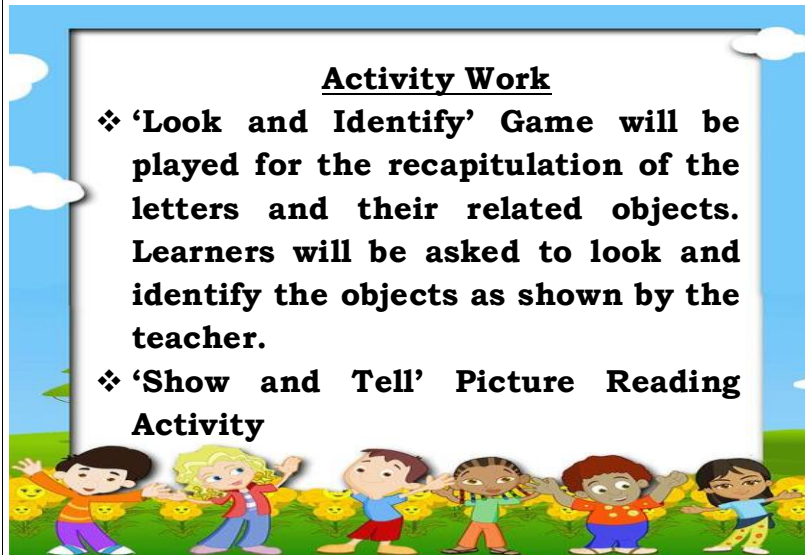 Activity Work
❖ ‘Look and Identify’ Game will be
played for the recapitulation of the
letters and their related objects.
Learners will be asked to look and
identify the objects as shown by the
teacher.
❖ ‘Show and Tell’ Picture Reading
Activity